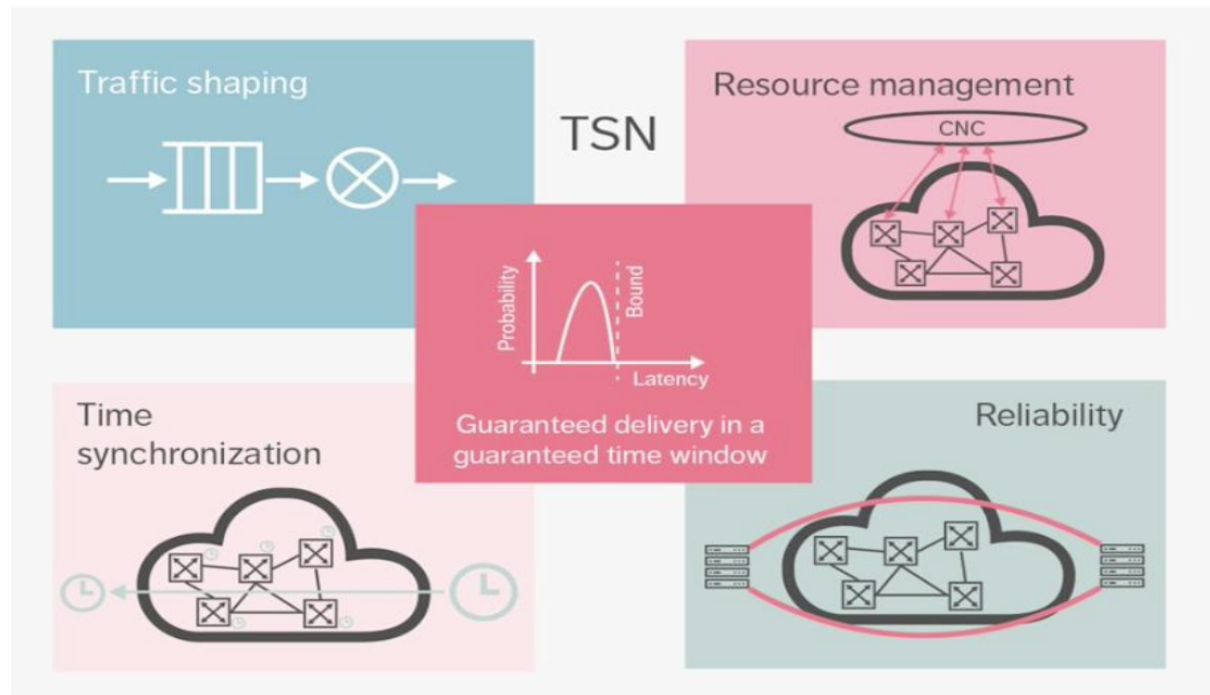 Traffic shaping
TSN
Resource management
CNC
Probability
Bound
Latency
Guaranteed delivery in a
guaranteed time window
Time
synchronization
Reliability